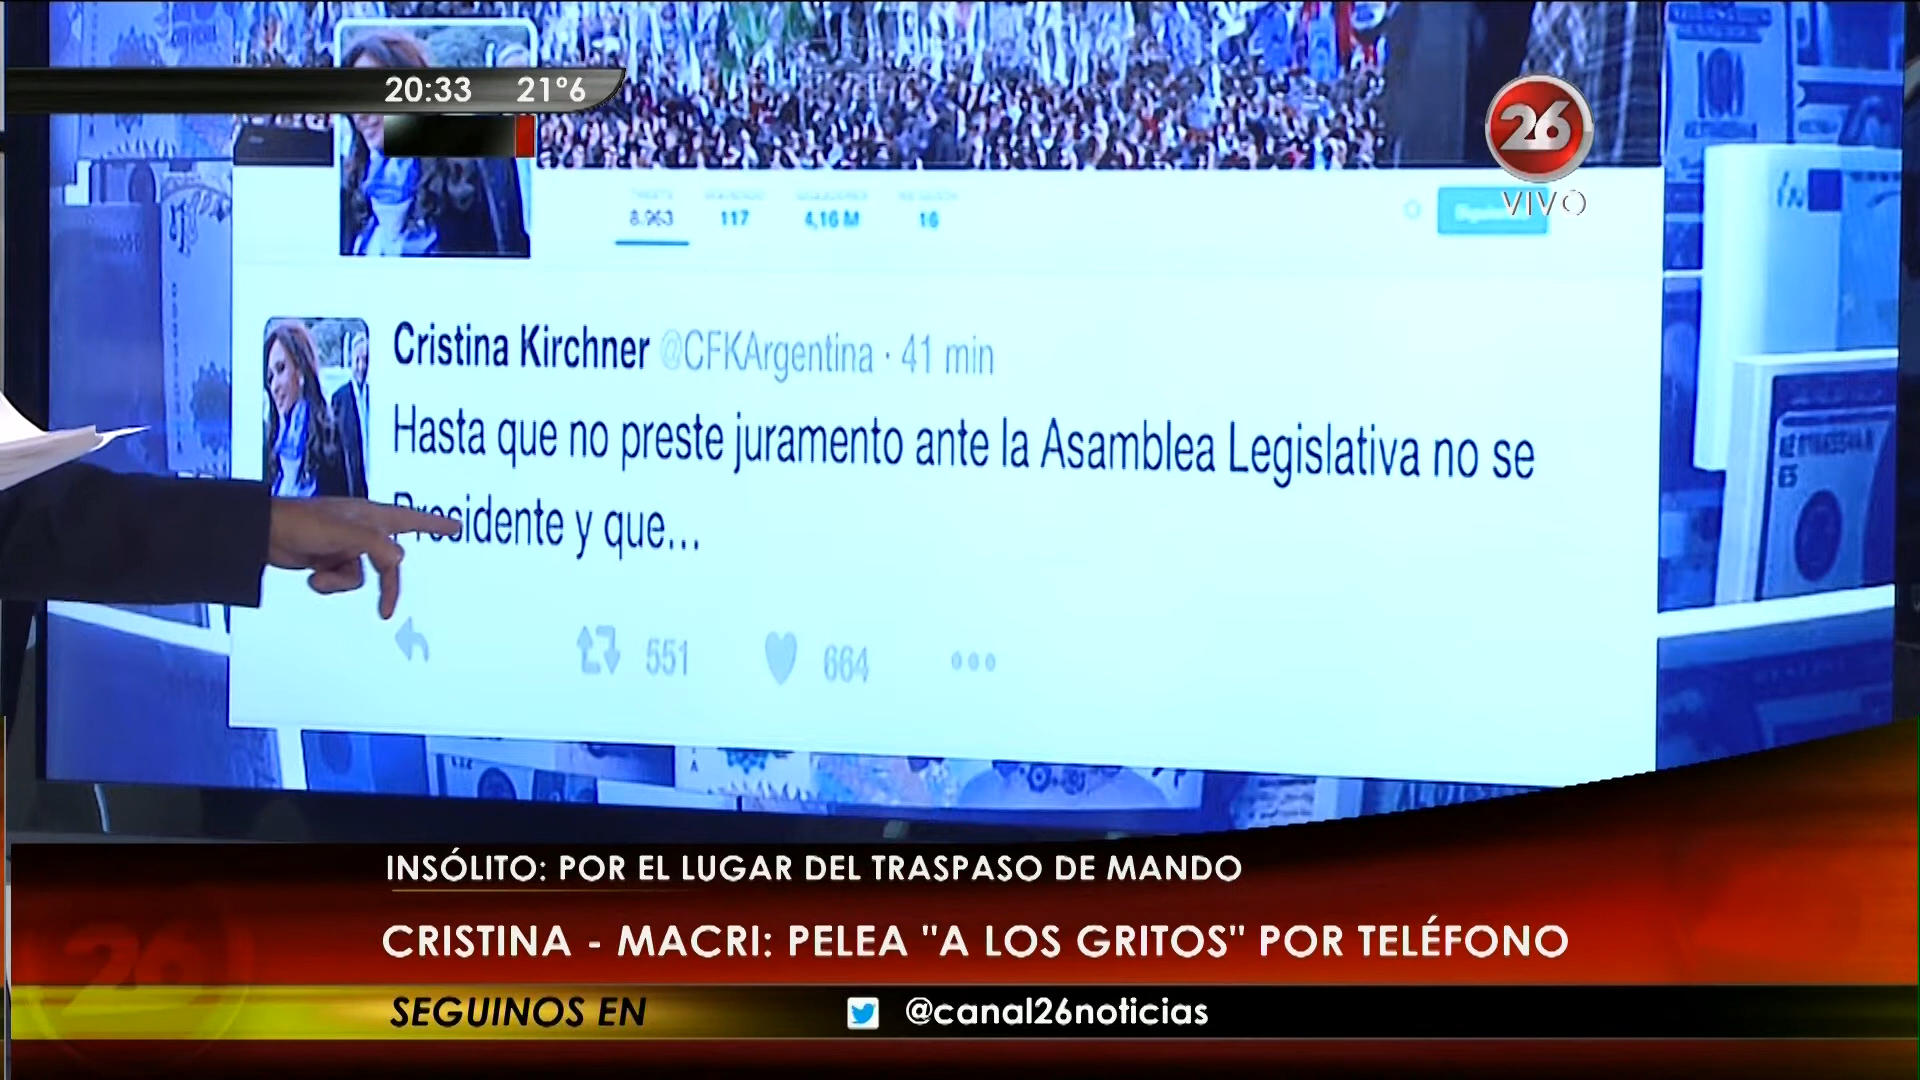 20:33 21°6
26
VIVO
8.963 117 4,16 M 16
Cristina Kirchner @CFKArgentina · 41 min
Hasta que no preste juramento ante la Asamblea Legislativa no se
Presidente y que...
551 664
INSÓLITO: POR EL LUGAR DEL TRASPASO DE MANDO
CRISTINA - MACRI: PELEA "A LOS GRITOS" POR TELÉFONO
SEGUINOS EN @canal26noticias